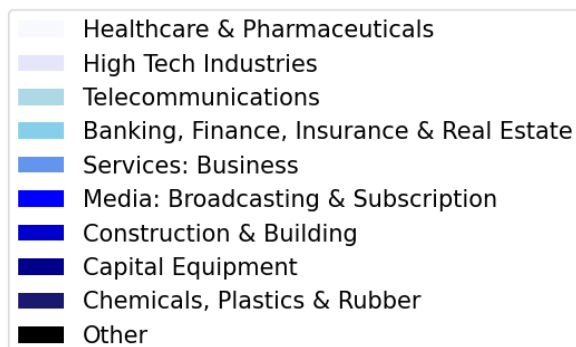 Healthcare & Pharmaceuticals
High Tech Industries
Telecommunications
Banking, Finance, Insurance & Real Estate
Services: Business
Media: Broadcasting & Subscription
Construction & Building
Capital Equipment
Chemicals, Plastics & Rubber
Other